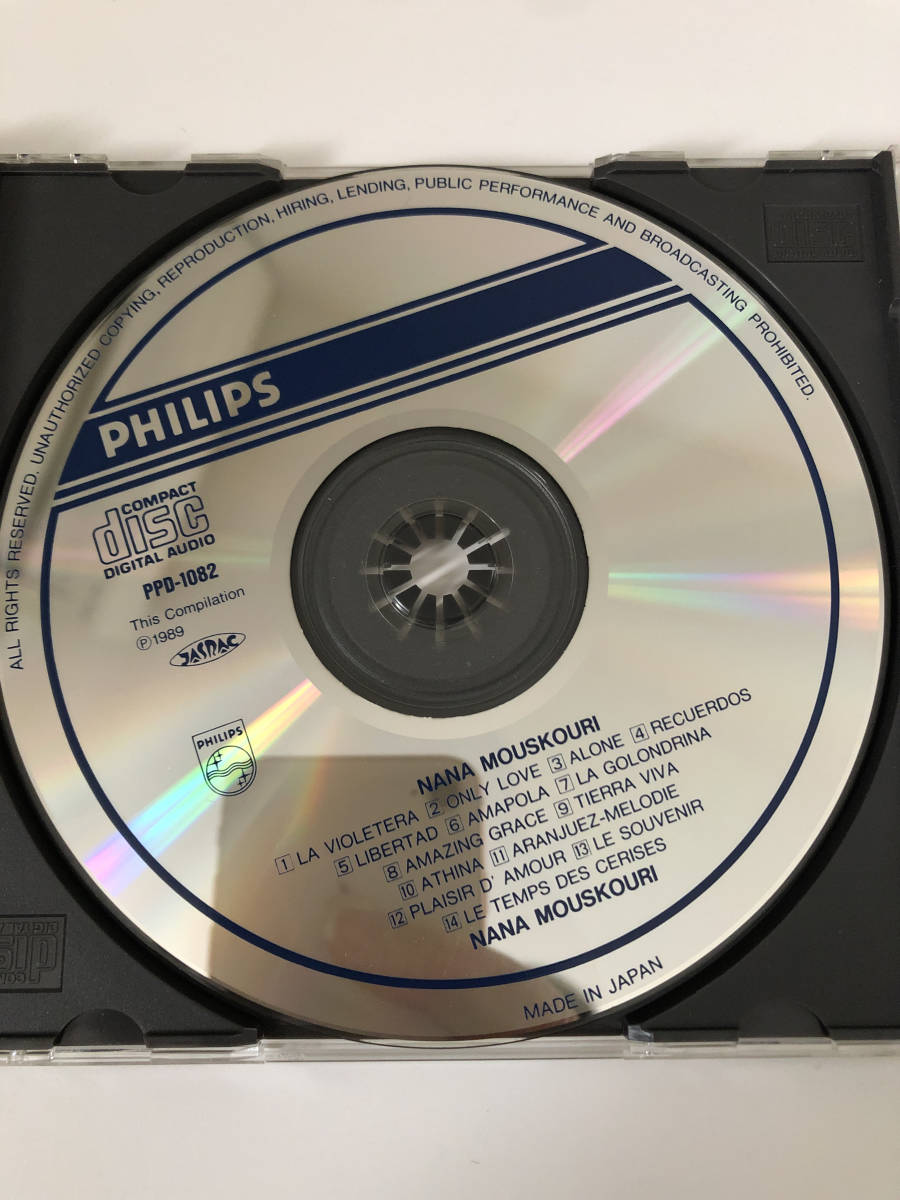 ALL RIGHTS RESERVED. UNAUTHORIZED COPYING, REPRODUCTION, HIRING, LENDING, PUBLIC PERFORMANCE AND BROADCASTING PROHIBITED.
PHILIPS
COMPACT
disc
DIGITAL AUDIO
PPD-1082
This Compilation
Ⓟ1989
JASRAC
PHILIPS
NANA MOUSKOURI
1 LA VIOLETERA 2 ONLY LOVE 3 ALONE 4 RECUERDOS
5 LIBERTAD 6 AMAPOLA 7 LA GOLONDRINA
8 AMAZING GRACE 9 TIERRA VIVA
10 ATHINA 11 ARANJUEZ-MELODIE
12 PLAISIR D' AMOUR 13 LE SOUVENIR
14 LE TEMPS DES CERISES
NANA MOUSKOURI
MADE IN JAPAN